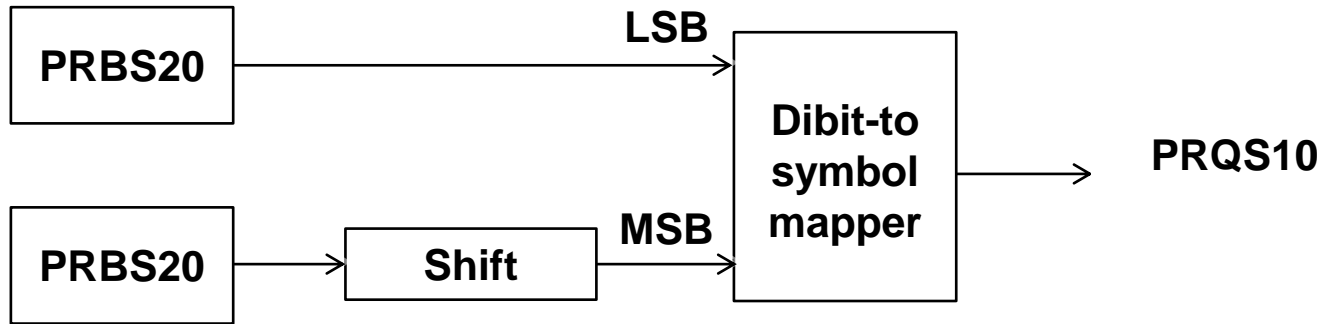 PRBS20
LSB
Dibit-to
symbol
mapper
PRQS10
PRBS20
Shift
MSB